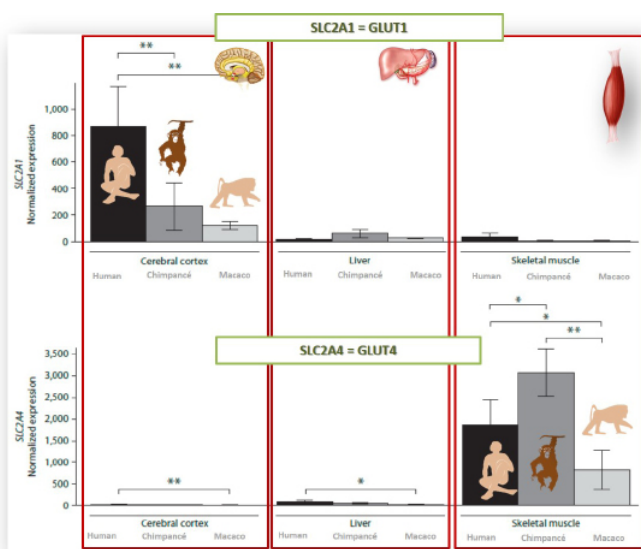 SLC2A1 = GLUT1
**
**
SLC2A1
Normalized expression
1,000
800
600
400
200
0
Cerebral cortex
Human Chimpancé Macaco
Liver
Human Chimpancé Macaco
Skeletal muscle
Human Chimpancé Macaco
SLC2A4 = GLUT4
*
*
**
SLC2A4
Normalized expression
3,500
3,000
2,500
2,000
1,500
1,000
500
0
**
*
Cerebral cortex
Human Chimpancé Macaco
Liver
Human Chimpancé Macaco
Skeletal muscle
Human Chimpancé Macaco